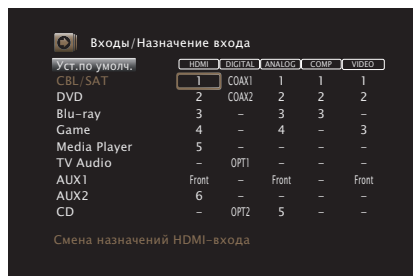 Входы/Назначение входа
Уст.по умолч. HDMI DIGITAL ANALOG COMP VIDEO
CBL/SAT 1 COAX1 1 1 1
DVD 2 COAX2 2 2 2
Blu-ray 3 – 3 3 –
Game 4 – 4 – 3
Media Player 5 – – – –
TV Audio – OPT1 – – –
AUX1 Front – Front – Front
AUX2 6 – – – –
CD – OPT2 5 – –
Смена назначений HDMI-входа